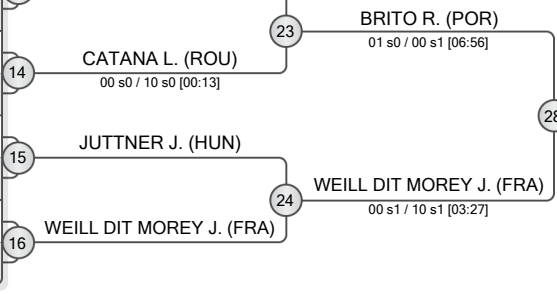 BRITO R. (POR)
23
01 s0 / 00 s1 [06:56]
CATANA L. (ROU)
14
00 s0 / 10 s0 [00:13]
28
JUTTNER J. (HUN)
15
WEILL DIT MOREY J. (FRA)
24
00 s1 / 10 s1 [03:27]
WEILL DIT MOREY J. (FRA)
16